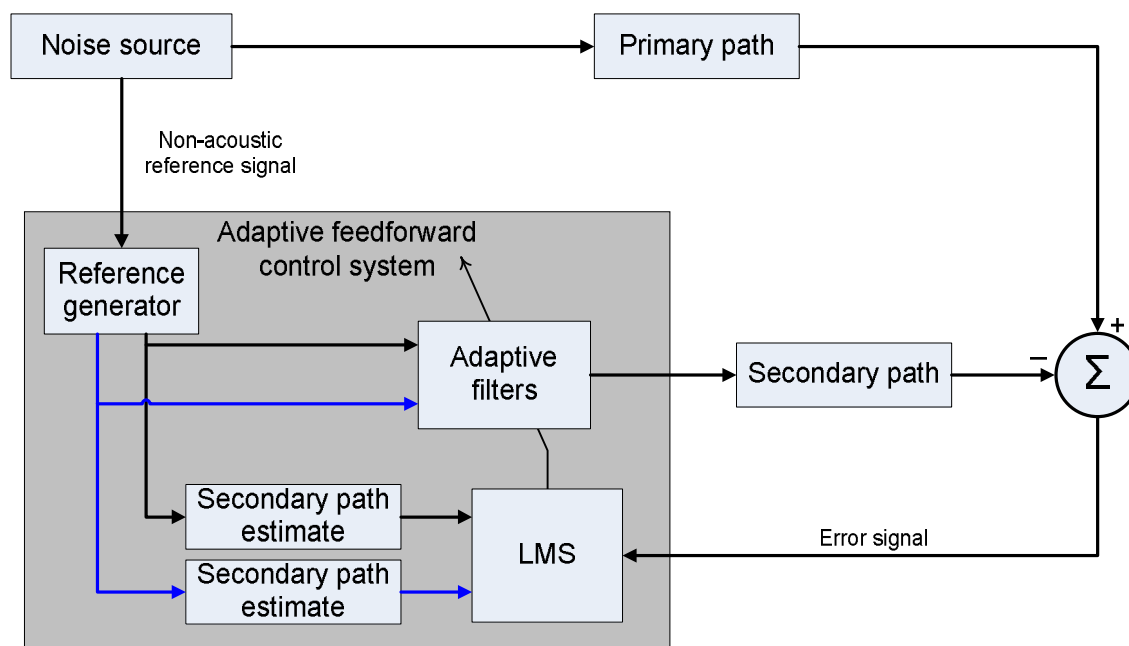 Noise source
Primary path
Non-acoustic
reference signal
Adaptive feedforward
control system
Reference
generator
Adaptive
filters
Secondary path
+
−
Σ
Secondary path
estimate
Secondary path
estimate
LMS
Error signal